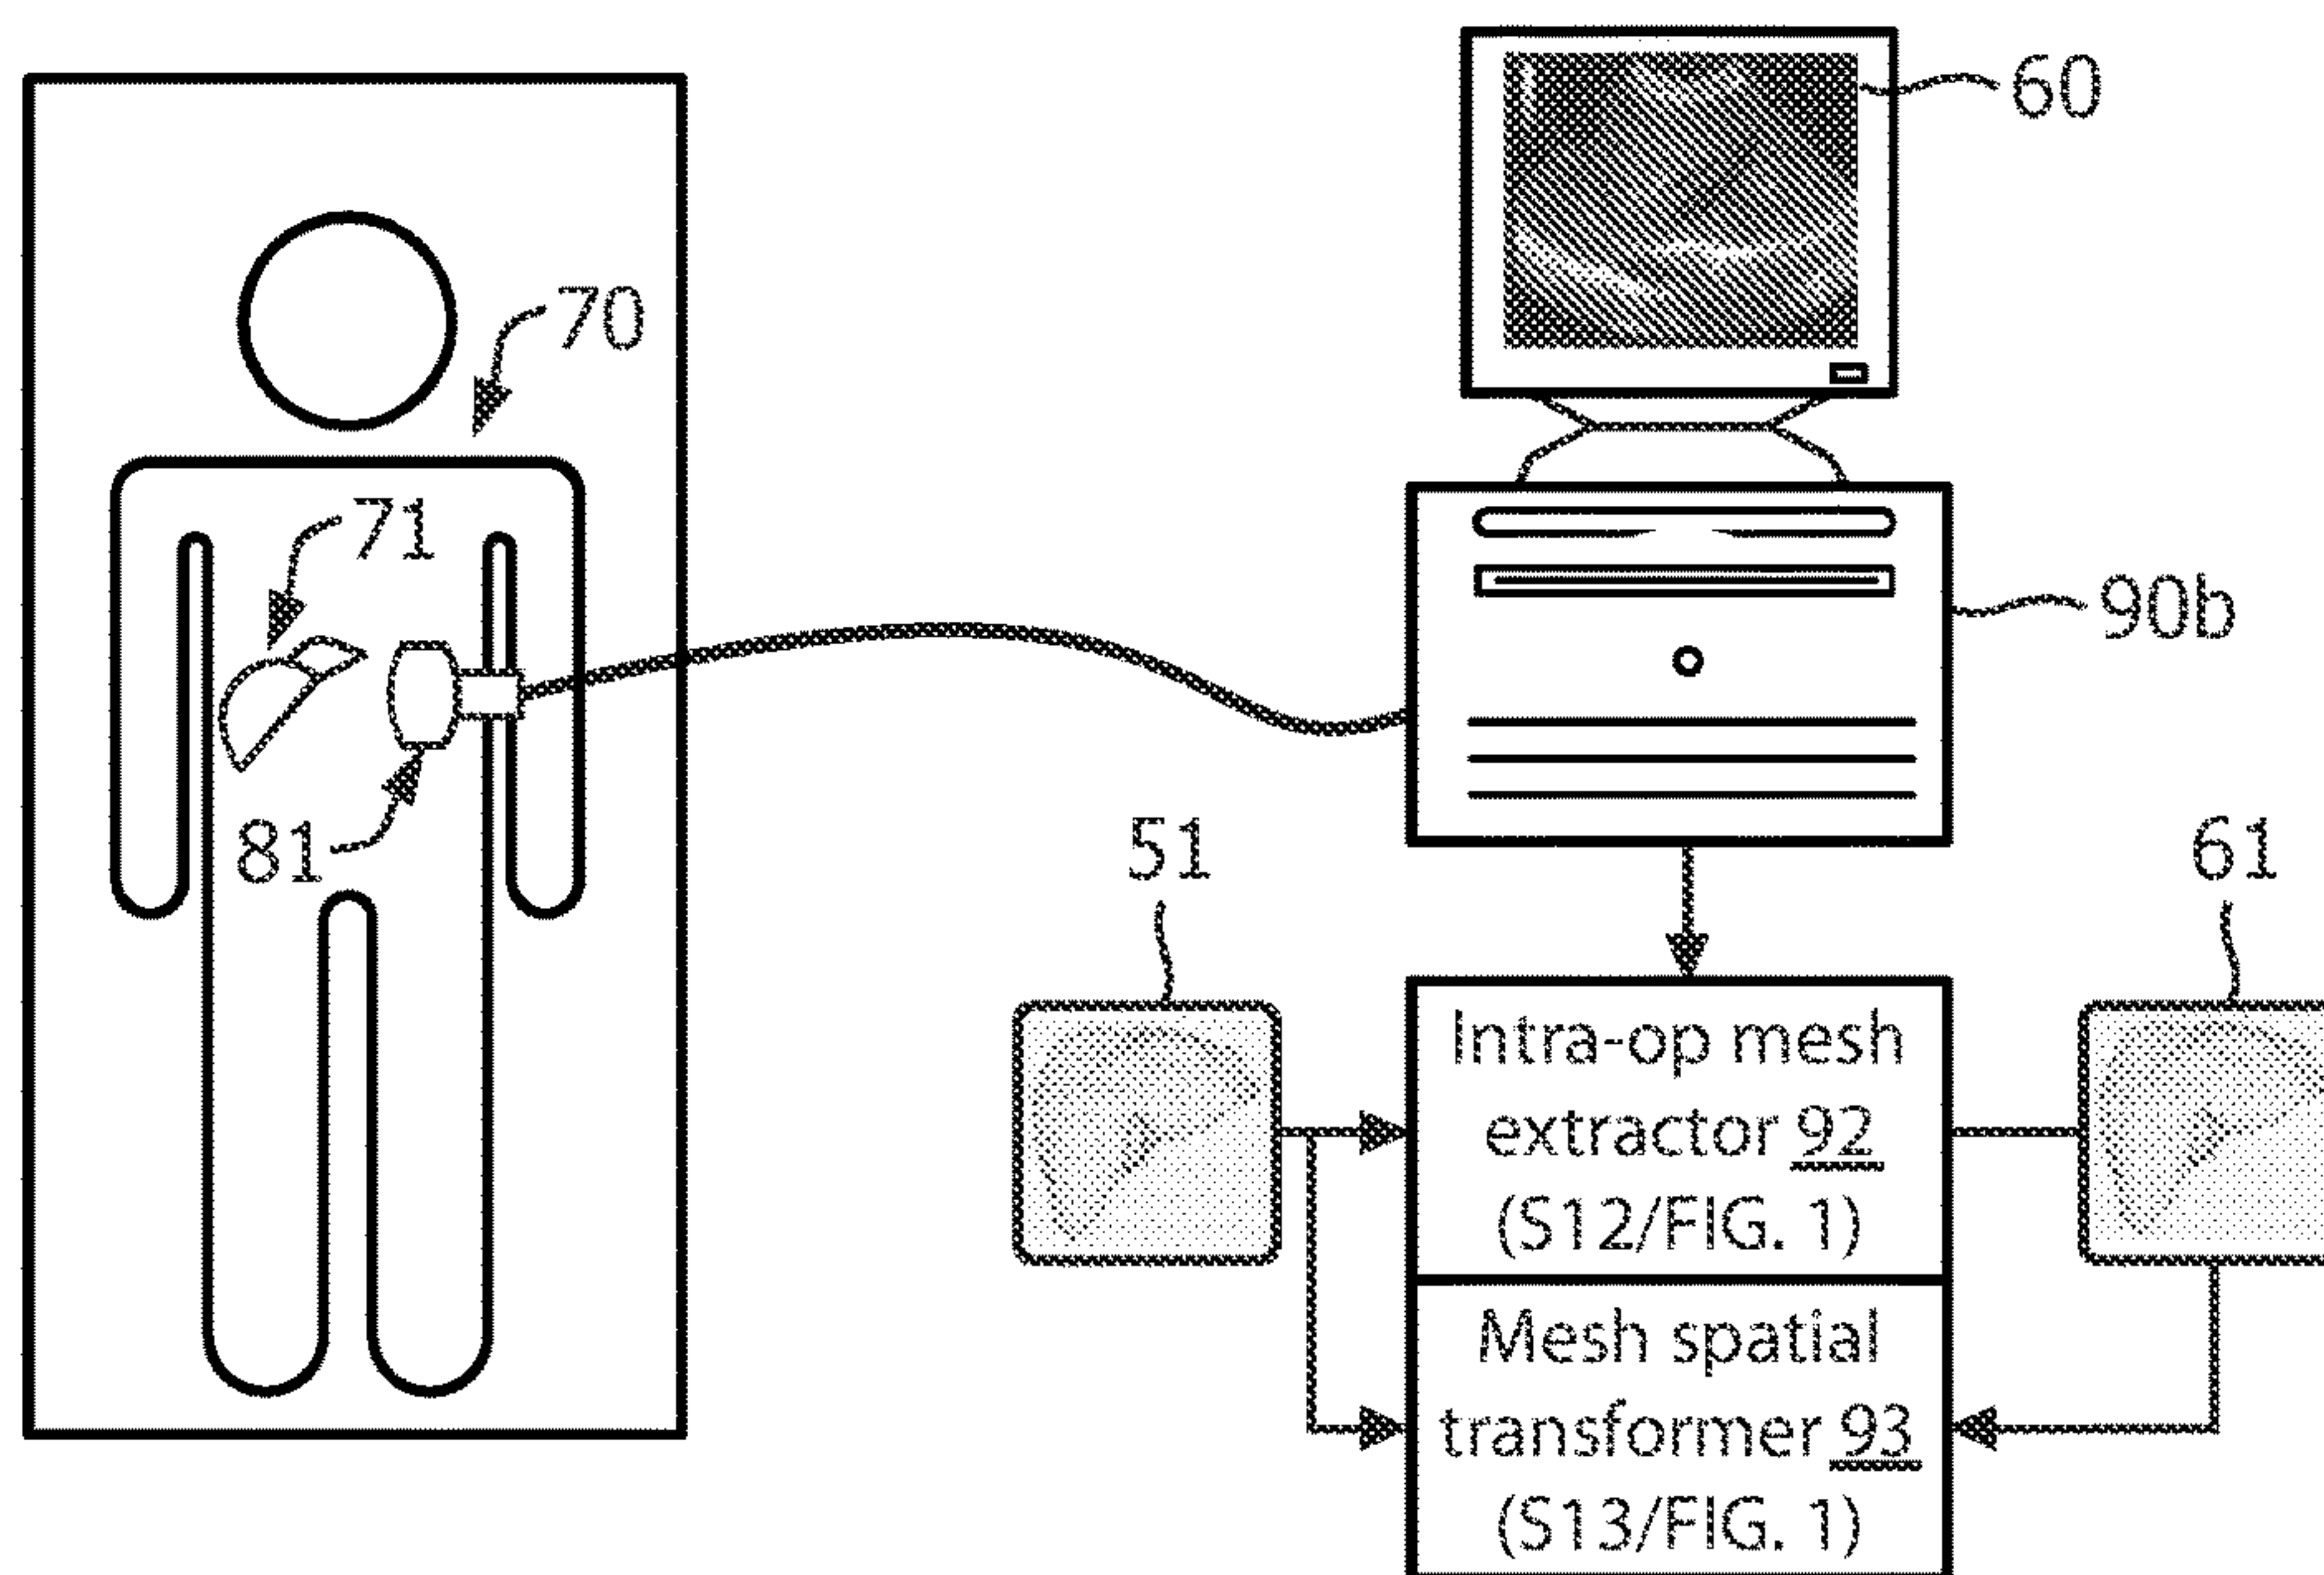 60
70
71
90b
81
51
61
Intra-op mesh
extractor 92
(S12/FIG. 1)
Mesh spatial
transformer 93
(S13/FIG. 1)